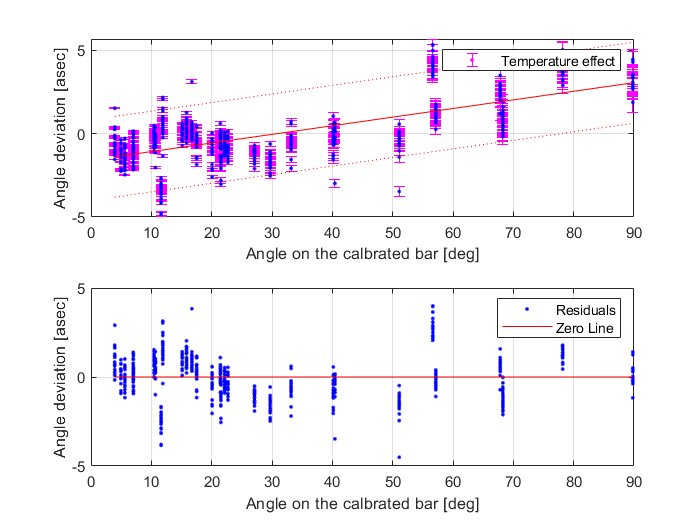 5
0
-5
Angle deviation [asec]
Temperature effect
0 10 20 30 40 50 60 70 80 90
Angle on the calbrated bar [deg]
5
0
-5
Angle deviation [asec]
Residuals
Zero Line
0 10 20 30 40 50 60 70 80 90
Angle on the calbrated bar [deg]